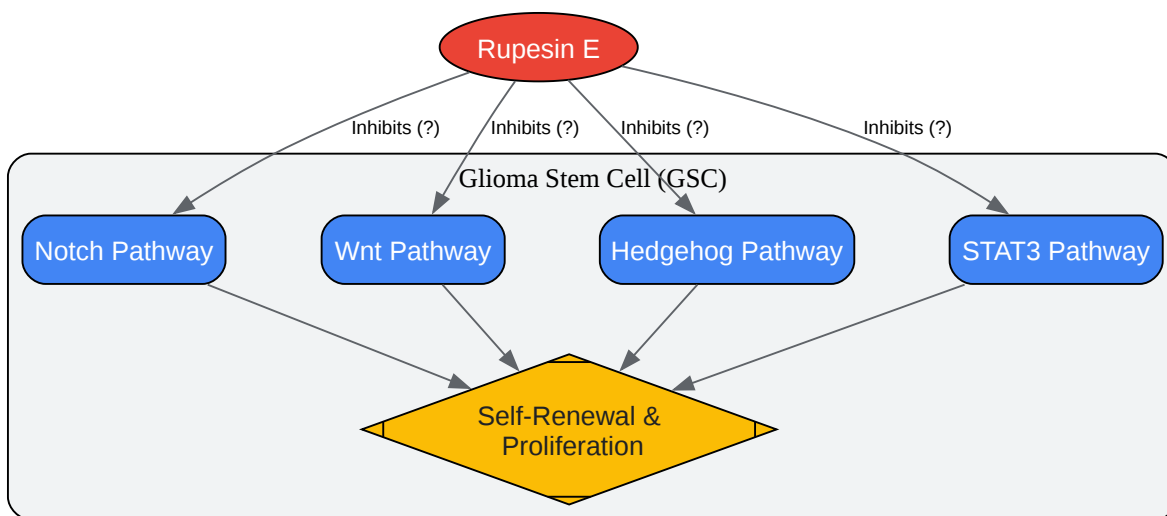 Rupesin E
Inhibits (?)
Inhibits (?)
Inhibits (?)
Inhibits (?)
Glioma Stem Cell (GSC)
Notch Pathway
Wnt Pathway
Hedgehog Pathway
STAT3 Pathway
Self-Renewal &
Proliferation